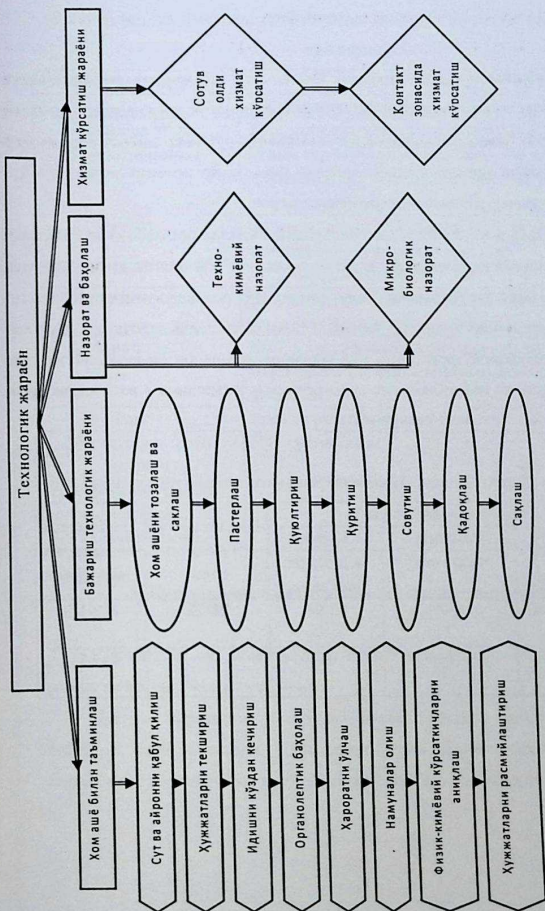 Технологик жараён
Хом ашё билан таъминлаш
Сут ва айронни қабул қилиш
Ҳужжатларни текшириш
Идишни кўздан кечириш
Органолептик баҳолаш
Ҳароратни ўлчаш
Намуналар олиш
Физик-кимёвий кўрсаткичларни
аниқлаш
Ҳужжатларни расмийлаштириш
Бажариш технологик жараёни
Хом ашёни тозалаш ва
сақлаш
Пастерлаш
Қуюлтириш
Қуритиш
Совутиш
Қадоқлаш
Сақлаш
Назорат ва баҳолаш
Техно-
кимёвий
назорат
Микро-
биологик
назорат
Хизмат кўрсатиш жараёни
Сотув
олди
хизмат
кўрсатиш
Контакт
зонасида
хизмат
кўрсатиш